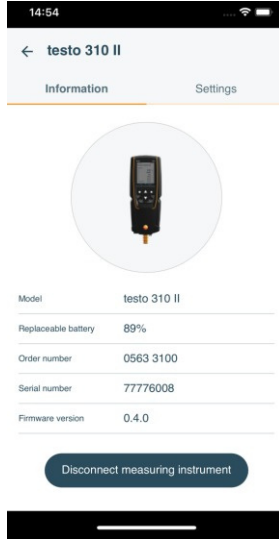 14:54
← testo 310 II
Information Settings
Model testo 310 II
Replaceable battery 89%
Order number 0563 3100
Serial number 77776008
Firmware version 0.4.0
Disconnect measuring instrument